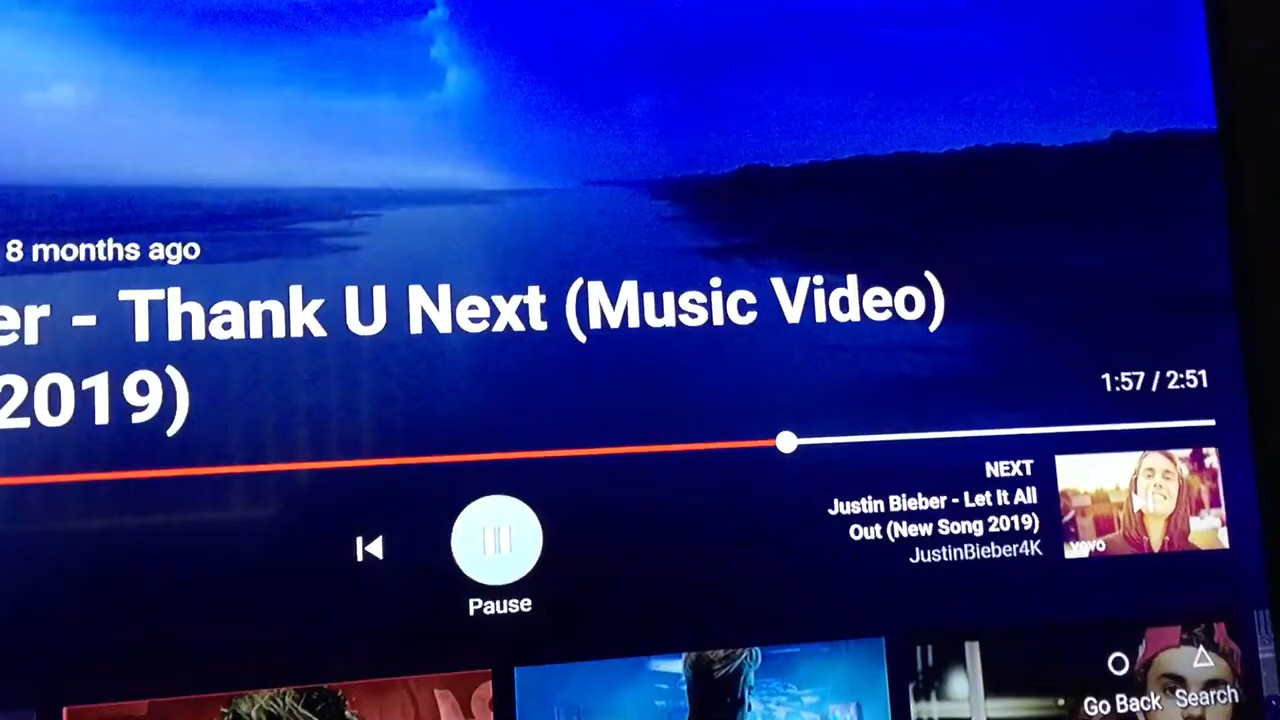 8 months ago
er - Thank U Next (Music Video)
2019)
1:57 / 2:51
NEXT
Justin Bieber - Let It All
Out (New Song 2019)
JustinBieber4K
Pause
Go Back Search